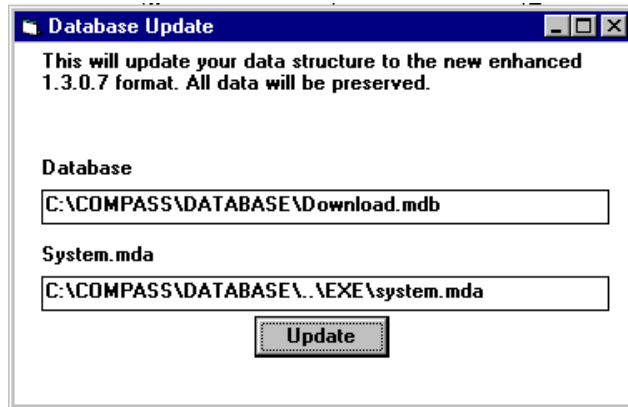 Database Update
This will update your data structure to the new enhanced
1.3.0.7 format. All data will be preserved.
Database
C:\COMPASS\DATABASE\Download.mdb
System.mda
C:\COMPASS\DATABASE\..\EXE\system.mda
Update